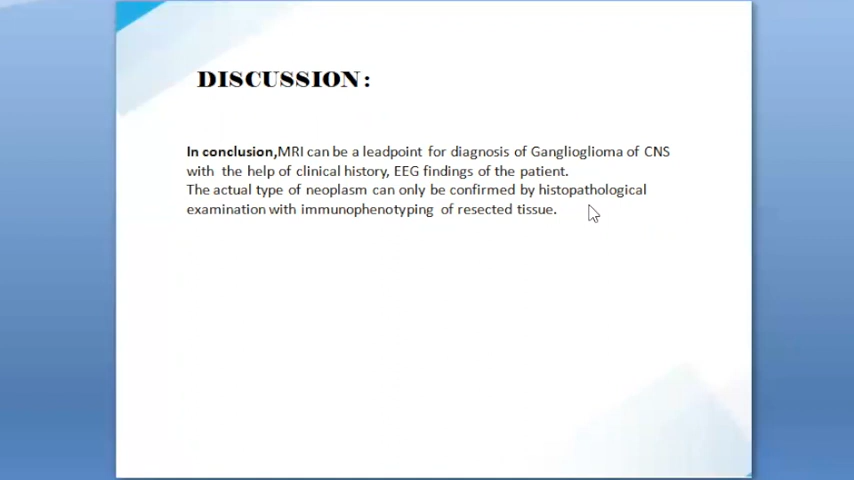 DISCUSSION:
In conclusion,MRI can be a leadpoint for diagnosis of Ganglioglioma of CNS
with the help of clinical history, EEG findings of the patient.
The actual type of neoplasm can only be confirmed by histopathological
examination with immunophenotyping of resected tissue.